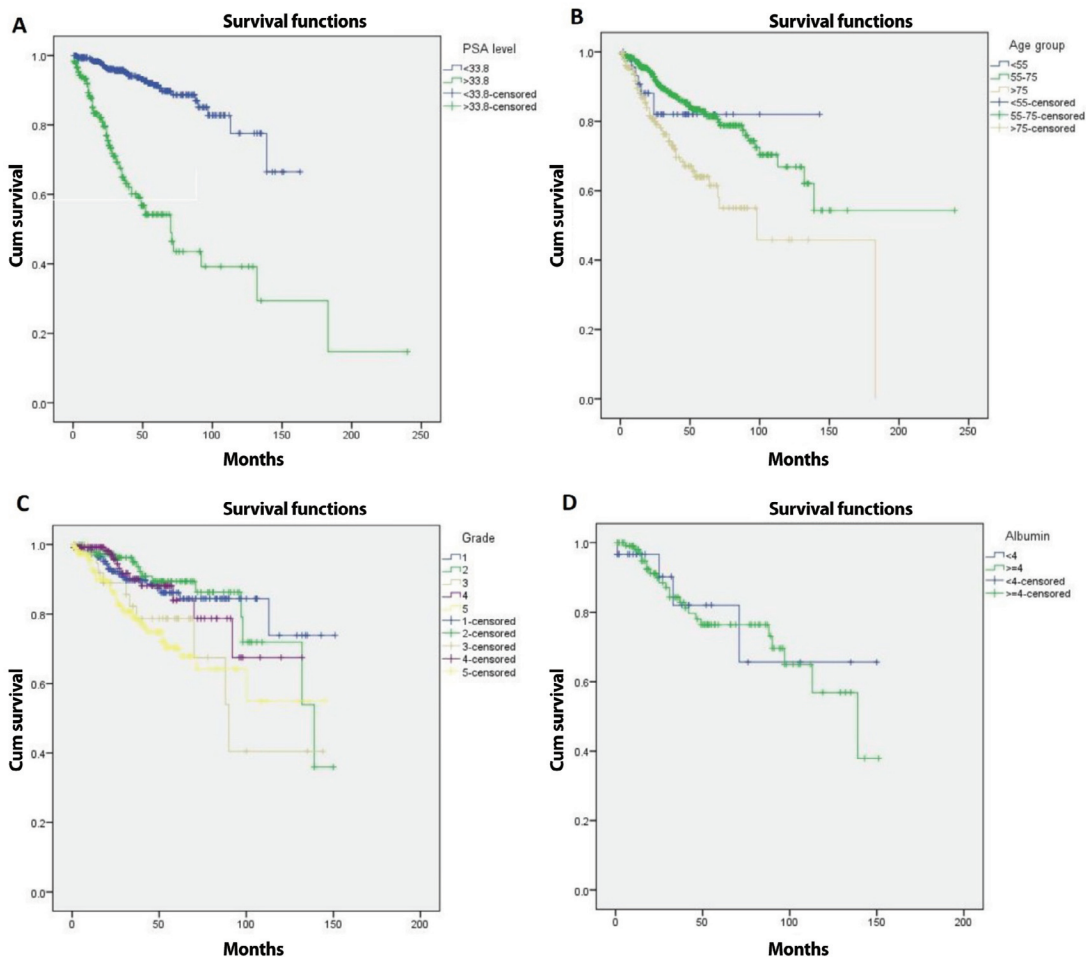 A
Survival functions
PSA level
<33.8
>33.8
<33.8-censored
>33.8-censored
Cum survival
1.0
0.8
0.6
0.4
0.2
0.0
0 50 100 150 200 250
Months
B
Survival functions
Age group
<55
55-75
>75
<55-censored
55-75-censored
>75-censored
Cum survival
1.0
0.8
0.6
0.4
0.2
0.0
0 50 100 150 200 250
Months
C
Survival functions
Grade
1
2
3
4
5
1-censored
2-censored
3-censored
4-censored
5-censored
Cum survival
1.0
0.8
0.6
0.4
0.2
0.0
0 50 100 150 200
Months
D
Survival functions
Albumin
<4
>=4
<4-censored
>=4-censored
Cum survival
1.0
0.8
0.6
0.4
0.2
0.0
0 50 100 150 200
Months